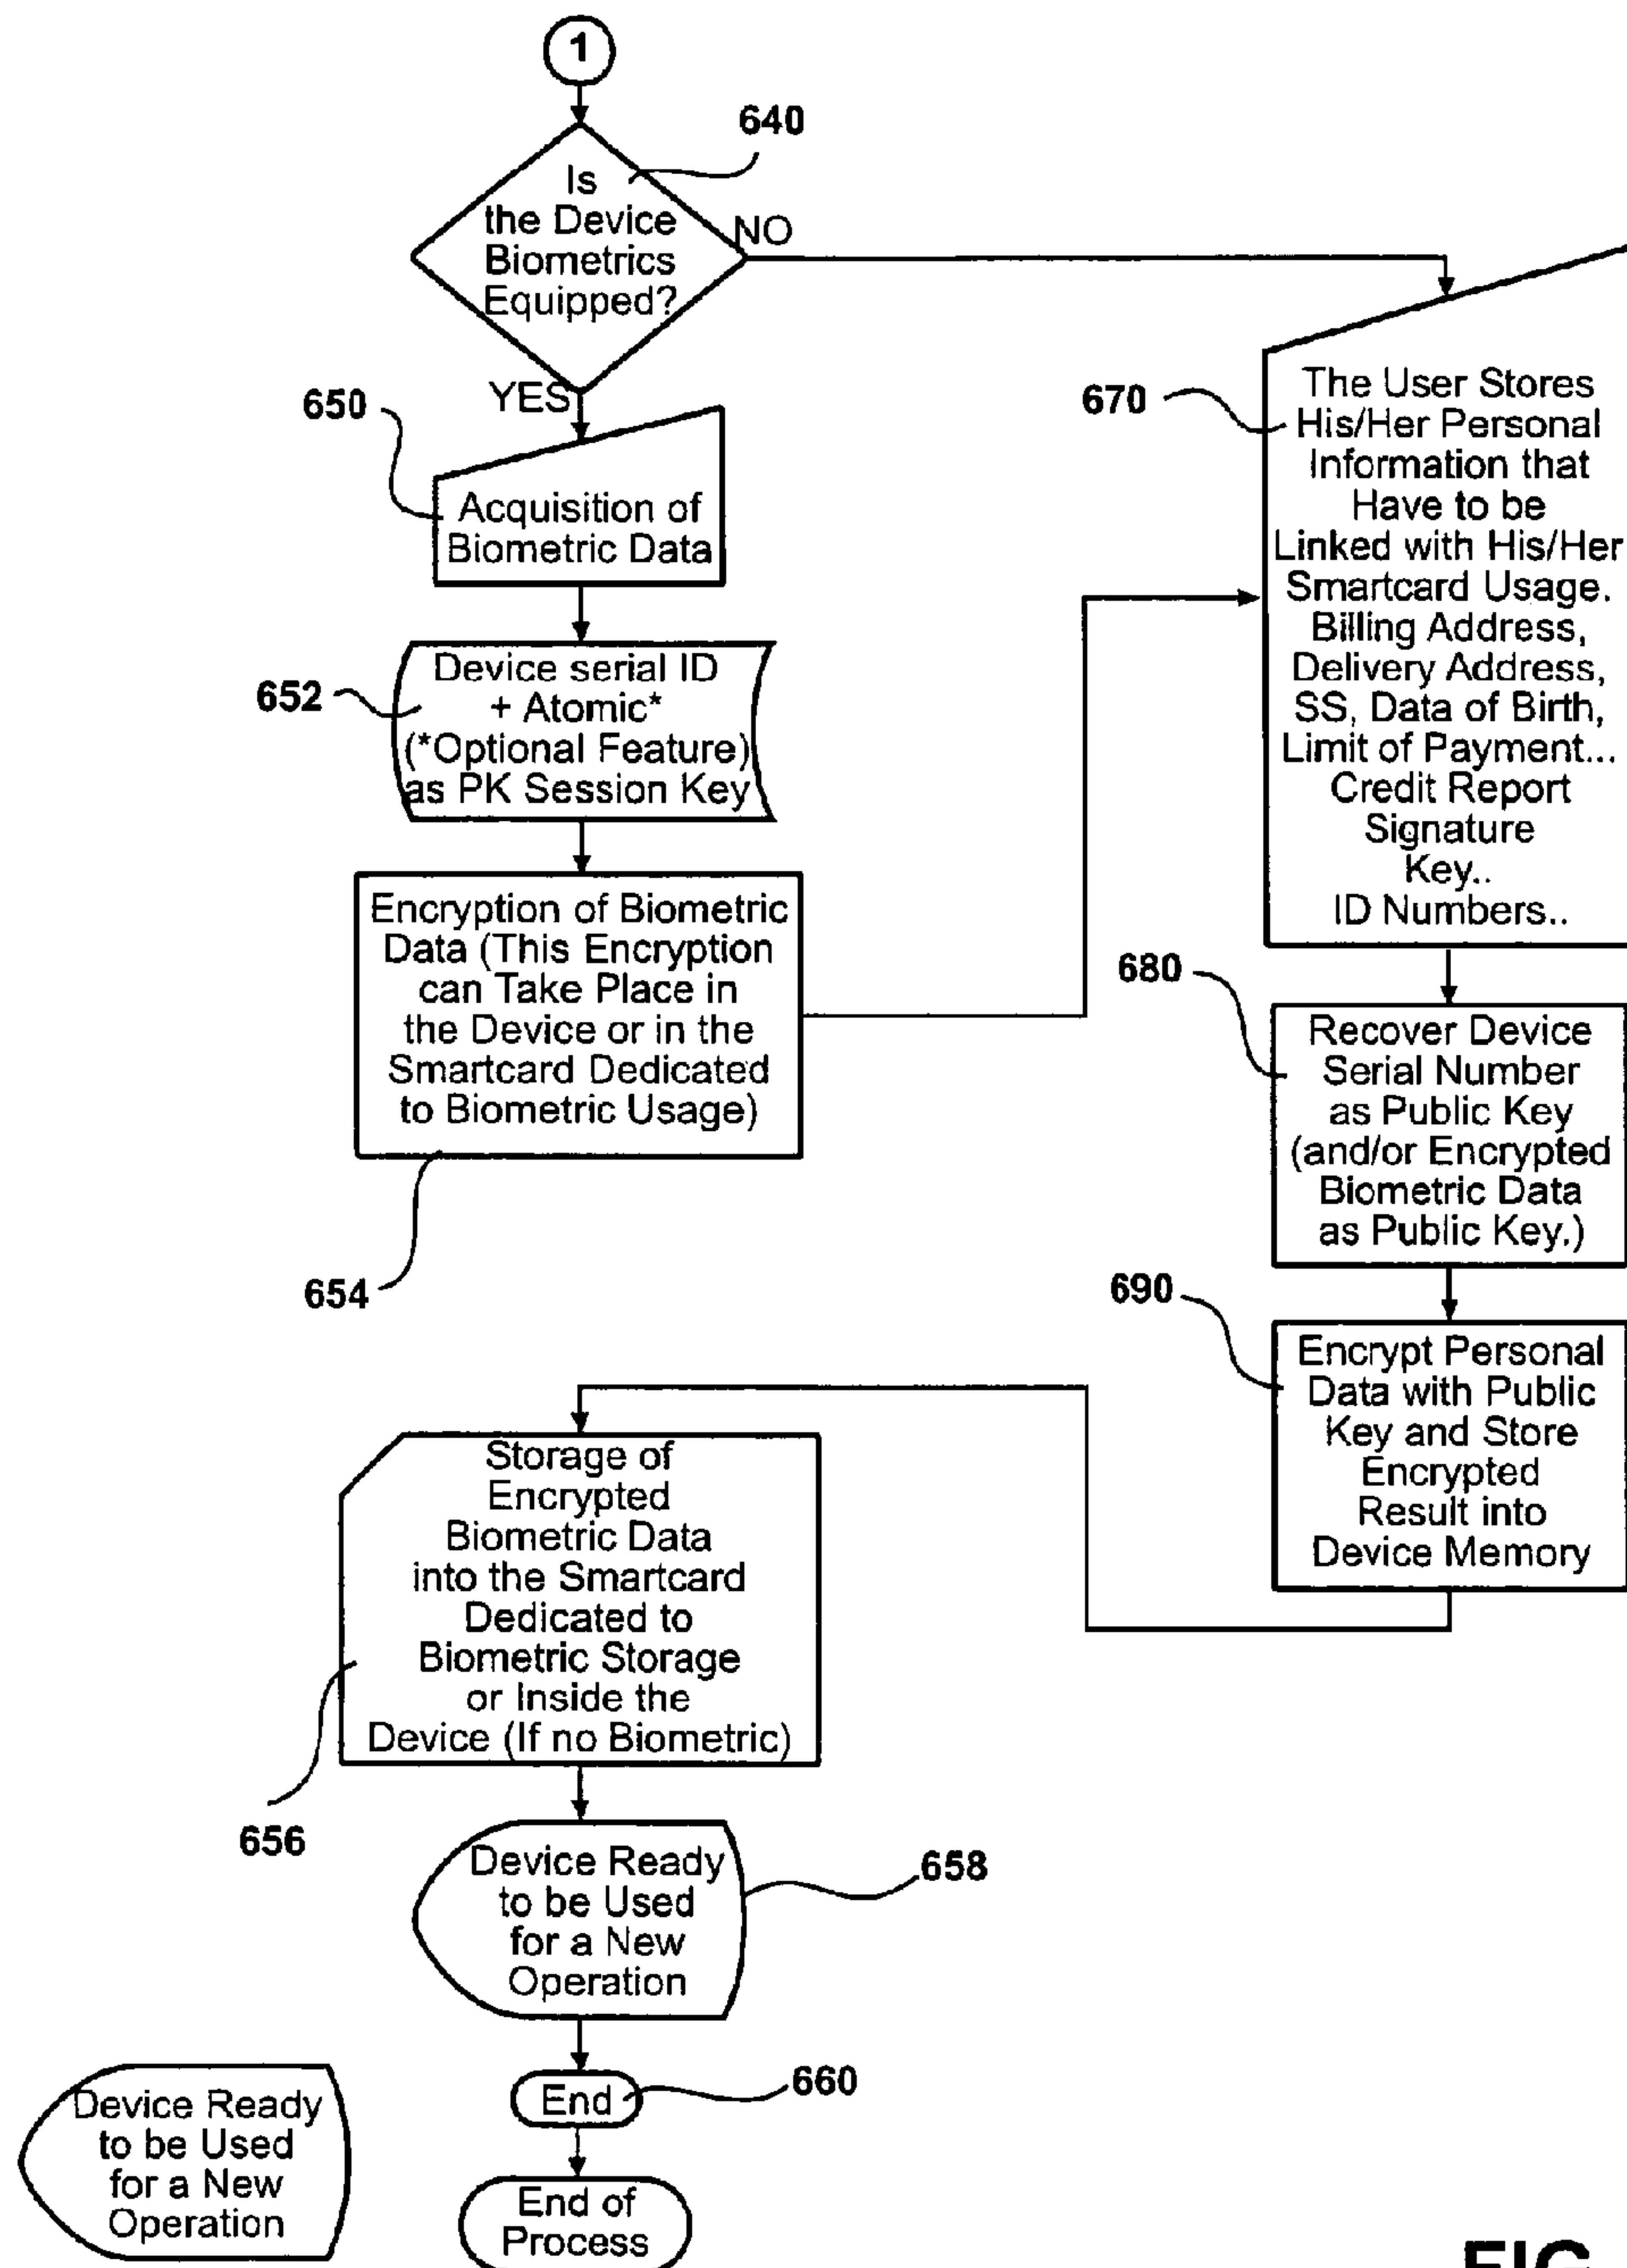 1
640
Is
the Device
Biometrics
Equipped?
NO
YES
650
Acquisition of
Biometric Data
652
Device serial ID
+ Atomic*
(*Optional Feature)
as PK Session Key
Encryption of Biometric
Data (This Encryption
can Take Place in
the Device or in the
Smartcard Dedicated
to Biometric Usage)
654
670
The User Stores
His/Her Personal
Information that
Have to be
Linked with His/Her
Smartcard Usage.
Billing Address,
Delivery Address,
SS, Data of Birth,
Limit of Payment...
Credit Report
Signature
Key..
ID Numbers..
680
Recover Device
Serial Number
as Public Key
(and/or Encrypted
Biometric Data
as Public Key.)
690
Encrypt Personal
Data with Public
Key and Store
Encrypted
Result into
Device Memory
Storage of
Encrypted
Biometric Data
into the Smartcard
Dedicated to
Biometric Storage
or Inside the
Device (If no Biometric)
656
Device Ready
to be Used
for a New
Operation
658
End
660
End of
Process
Device Ready
to be Used
for a New
Operation
FIG